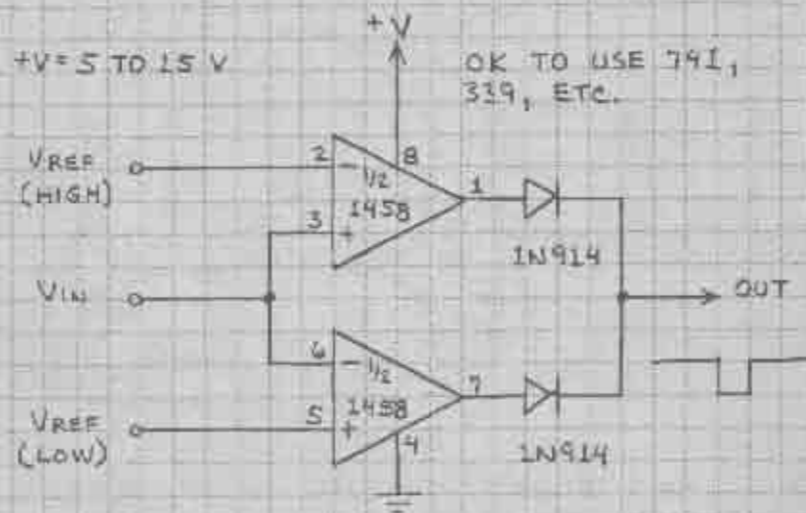 +V
+V = 5 TO 15 V
OK TO USE 741,
339, ETC.
VREF
(HIGH)
2
-
8
1/2
1458
1
3
+
1N914
VIN
OUT
6
-
1/2
1458
7
5
+
4
VREF
(LOW)
1N914